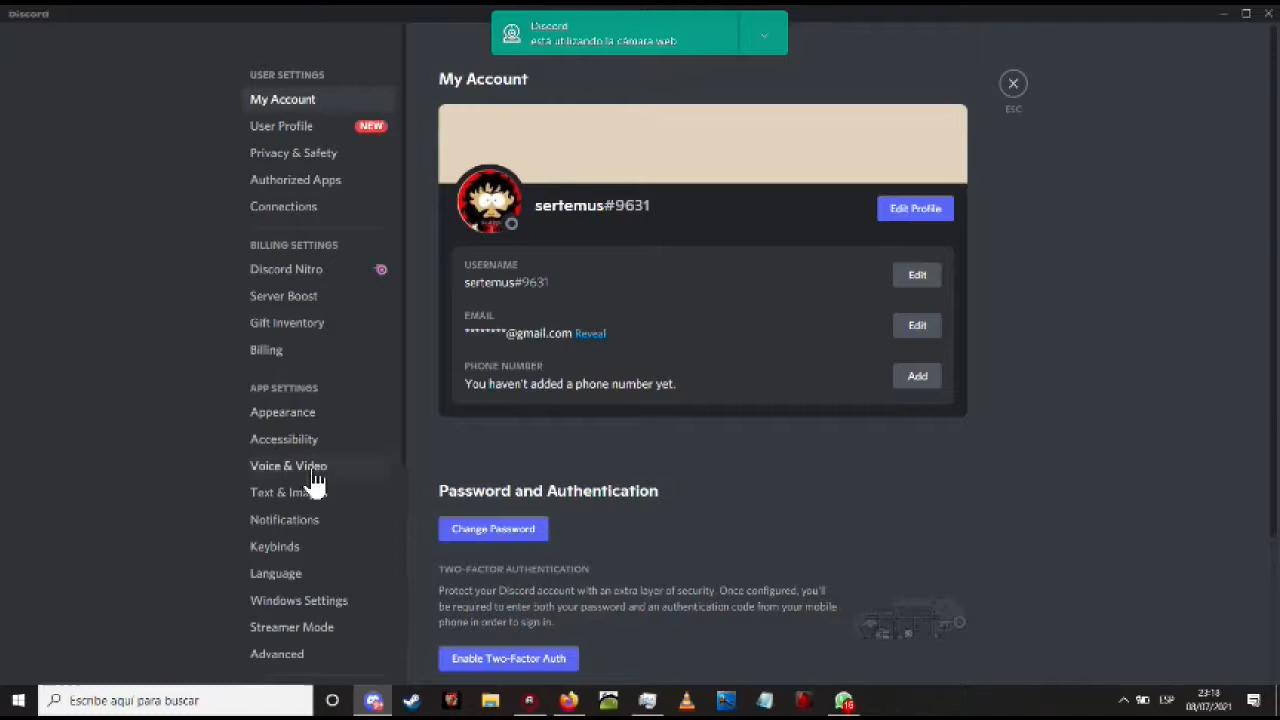 Discord
Discord
está utilizando la cámara web
USER SETTINGS
My Account
User Profile NEW
Privacy & Safety
Authorized Apps
Connections
BILLING SETTINGS
Discord Nitro
Server Boost
Gift Inventory
Billing
APP SETTINGS
Appearance
Accessibility
Voice & Video
Text &
Notifications
Keybinds
Language
Windows Settings
Streamer Mode
Advanced
My Account
ESC
sertemus#9631
Edit Profile
USERNAME
sertemus#9631
Edit
EMAIL
********@gmail.com Reveal
Edit
PHONE NUMBER
You haven't added a phone number yet.
Add
Password and Authentication
Change Password
TWO-FACTOR AUTHENTICATION
Protect your Discord account with an extra layer of security. Once configured, you'll
be required to enter both your password and an authentication code from your mobile
phone in order to sign in.
Enable Two-Factor Auth
Escribe aquí para buscar
16
ESP
23:18
08/07/2021